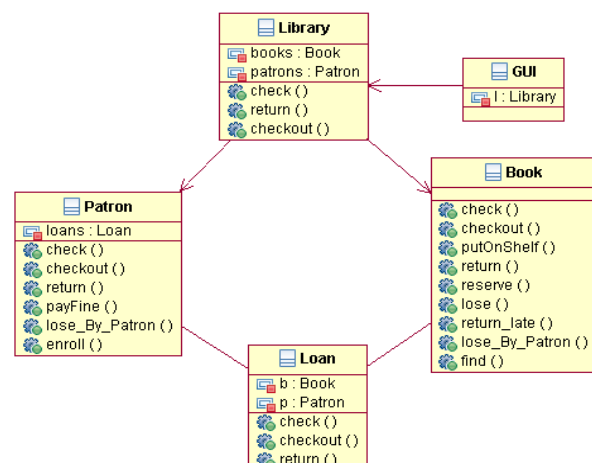 Library
books : Book
patrons : Patron
check ()
return ()
checkout ()
GUI
l : Library
Patron
loans : Loan
check ()
checkout ()
return ()
payFine ()
lose_By_Patron ()
enroll ()
Book
check ()
checkout ()
putOnShelf ()
return ()
reserve ()
lose ()
return_late ()
lose_By_Patron ()
find ()
Loan
b : Book
p : Patron
check ()
checkout ()
return ()